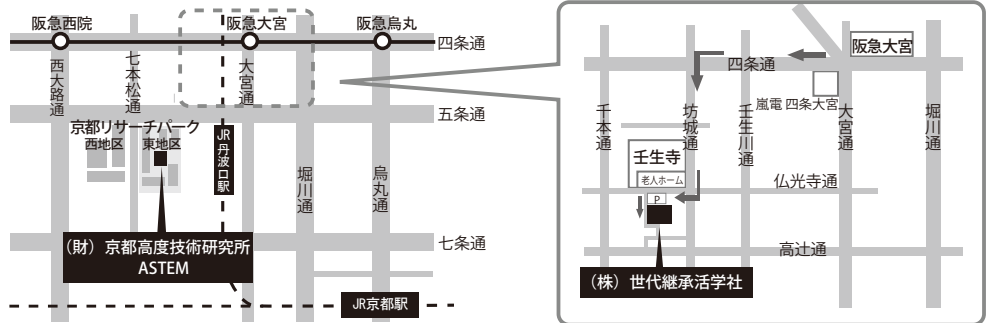 阪急西院
阪急大宮
阪急烏丸
四条通
西大路通
七本松通
大宮通
五条通
京都リサーチパーク
西地区
東地区
JR丹波口駅
堀川通
烏丸通
七条通
（財）京都高度技術研究所
ASTEM
JR京都駅
阪急大宮
四条通
嵐電 四条大宮
千本通
坊城通
壬生川通
大宮通
堀川通
壬生寺
老人ホーム
仏光寺通
P
高辻通
（株）世代継承活学社